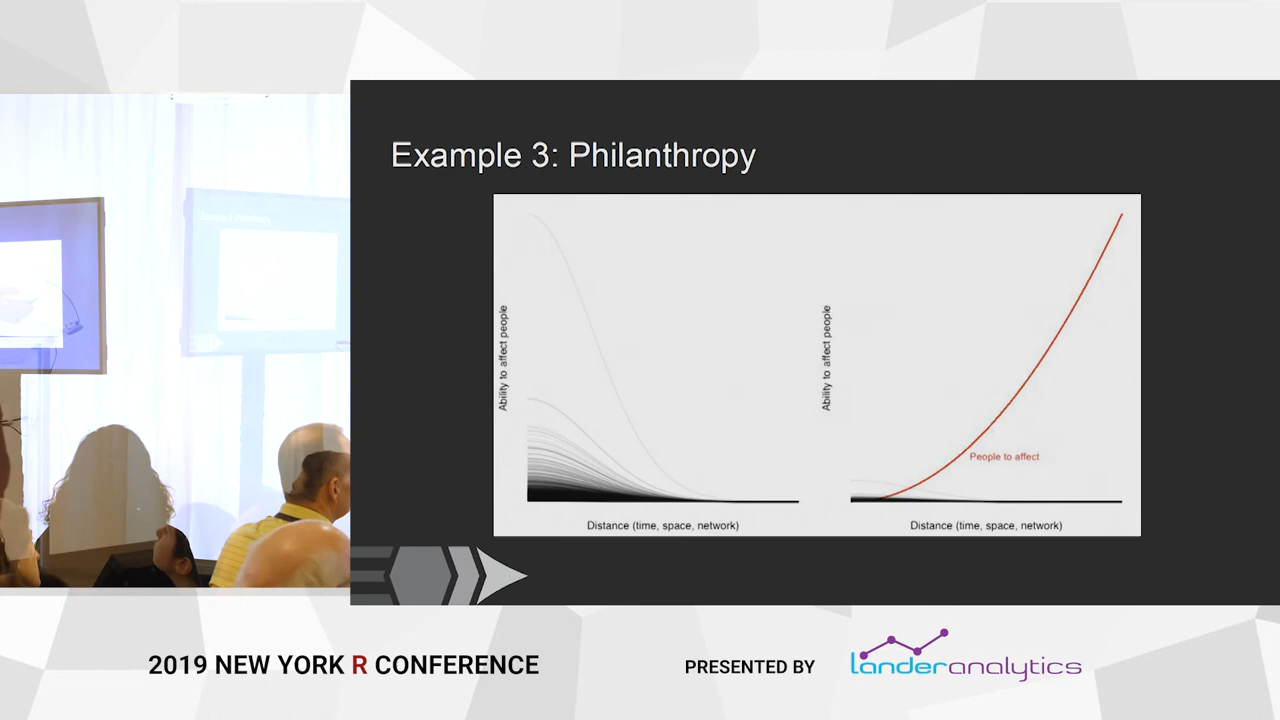 Example 3: Philanthropy
Ability to affect people
Distance (time, space, network)
Ability to affect people
People to affect
Distance (time, space, network)
2019 NEW YORK R CONFERENCE
PRESENTED BY
landeranalytics